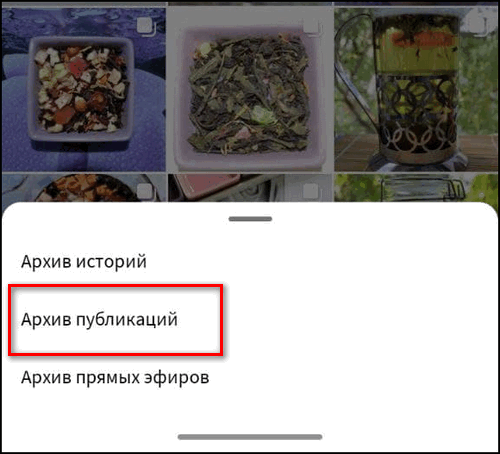 Архив историй
Архив публикаций
Архив прямых эфиров